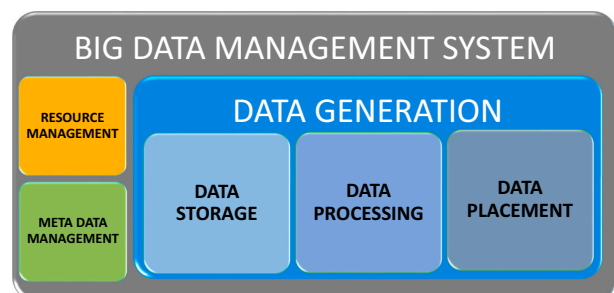 BIG DATA MANAGEMENT SYSTEM
RESOURCE
MANAGEMENT
META DATA
MANAGEMENT
DATA GENERATION
DATA
STORAGE
DATA
PROCESSING
DATA
PLACEMENT